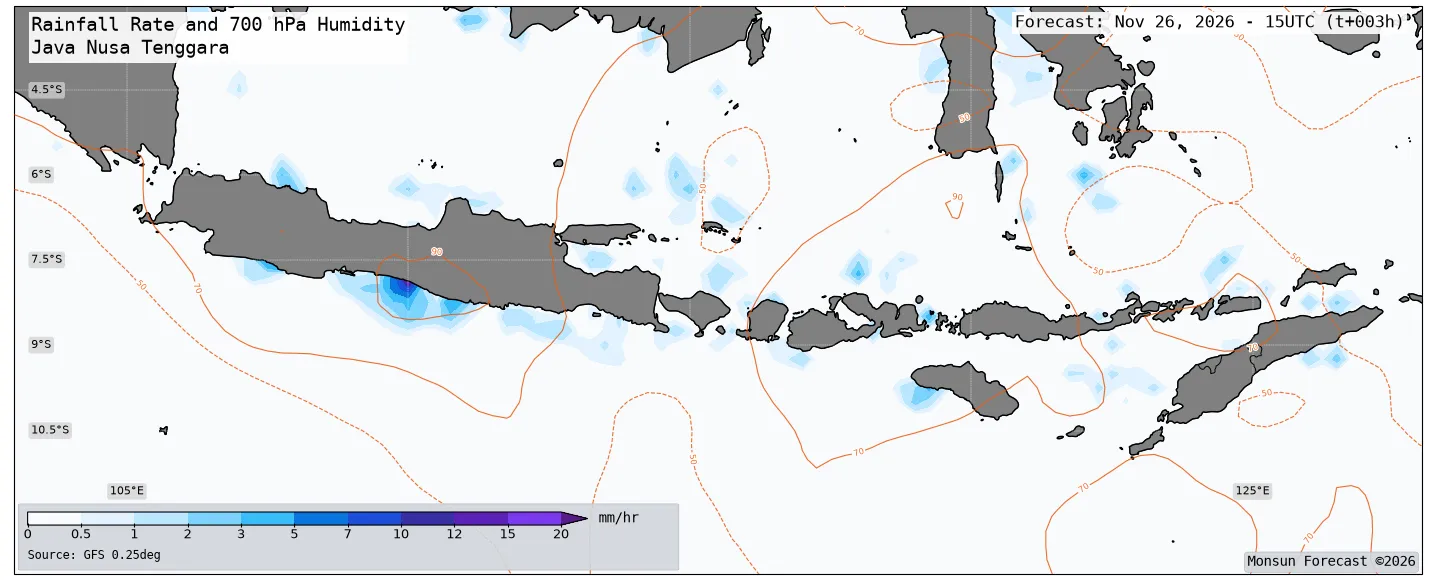 Rainfall Rate and 700 hPa Humidity
Java Nusa Tenggara
Forecast: Nov 26, 2026 - 15UTC (t+003h)
4.5°S
6°S
7.5°S
9°S
10.5°S
105°E
125°E
70
50
50
50
90
90
50
50
50
70
70
50
50
70
70
70
50
0 0.5 1 2 3 5 7 10 12 15 20
mm/hr
Source: GFS 0.25deg
Monsun Forecast ©2026